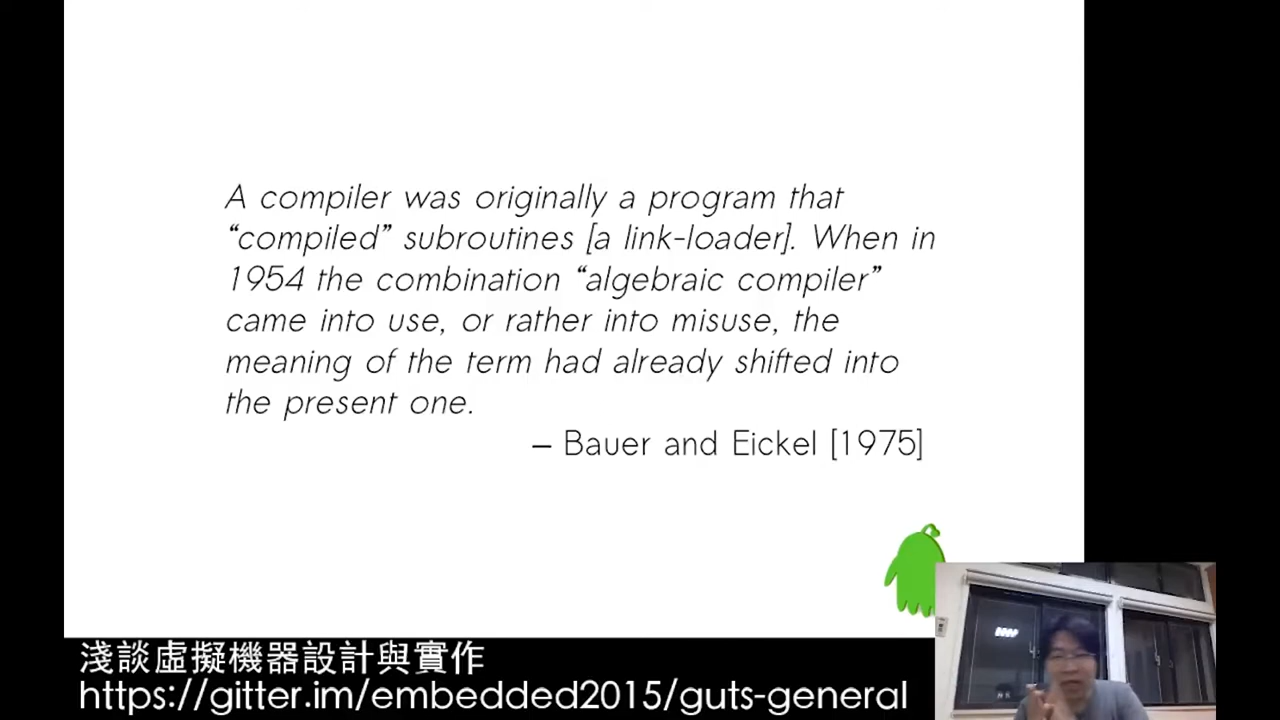 A compiler was originally a program that
“compiled” subroutines [a link-loader]. When in
1954 the combination “algebraic compiler”
came into use, or rather into misuse, the
meaning of the term had already shifted into
the present one.
– Bauer and Eickel [1975]
淺談虛擬機器設計與實作
https://gitter.im/embedded2015/guts-general